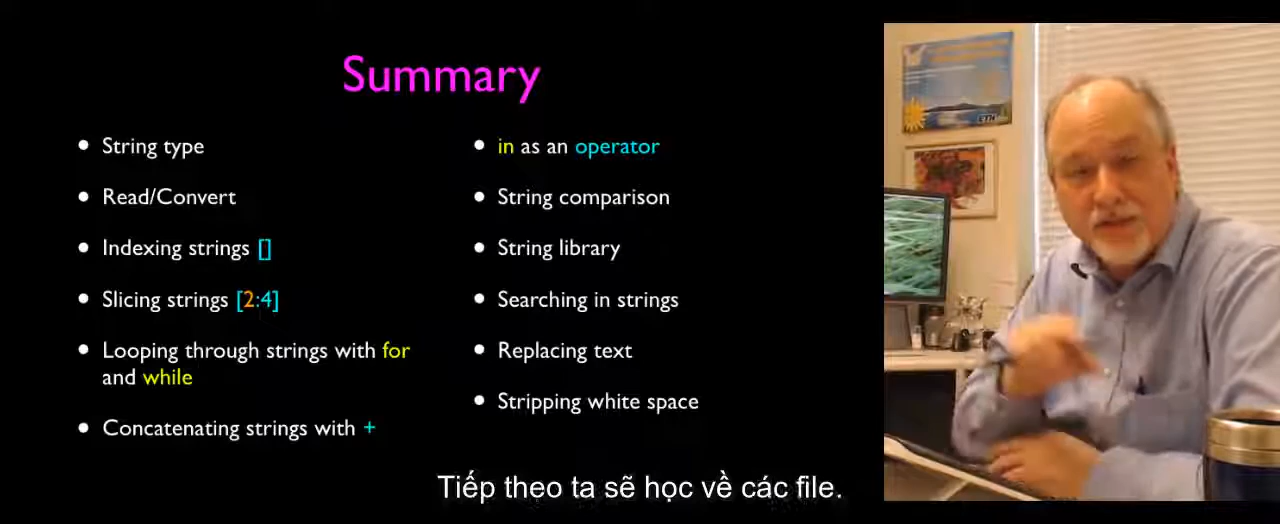 Summary
• String type
• Read/Convert
• Indexing strings []
• Slicing strings [2:4]
• Looping through strings with for
and while
• Concatenating strings with +
• in as an operator
• String comparison
• String library
• Searching in strings
• Replacing text
• Stripping white space
ETH
Tiếp theo ta sẽ học về các file.